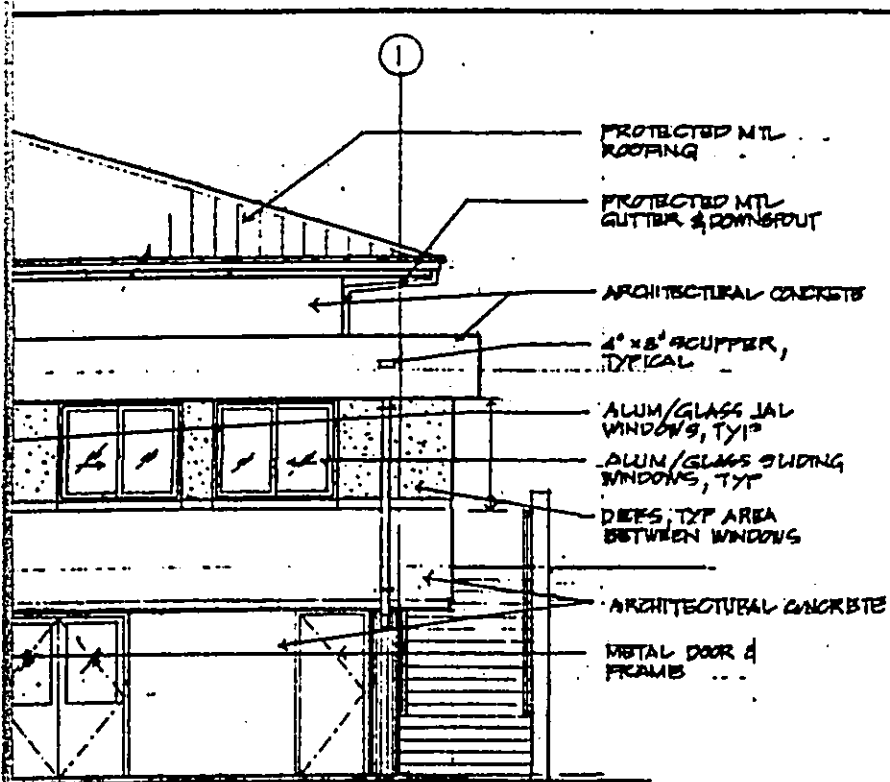 1
PROTECTED MTL
ROOFING
PROTECTED MTL
GUTTER & DOWNSPOUT
ARCHITECTURAL CONCRETE
4" x 8" SCUPPER,
TYPICAL
ALUM/GLASS JAL
WINDOWS, TYP
ALUM/GLASS SLIDING
WINDOWS, TYP
DEFS, TYP AREA
BETWEEN WINDOWS
ARCHITECTURAL CONCRETE
METAL DOOR &
FRAME